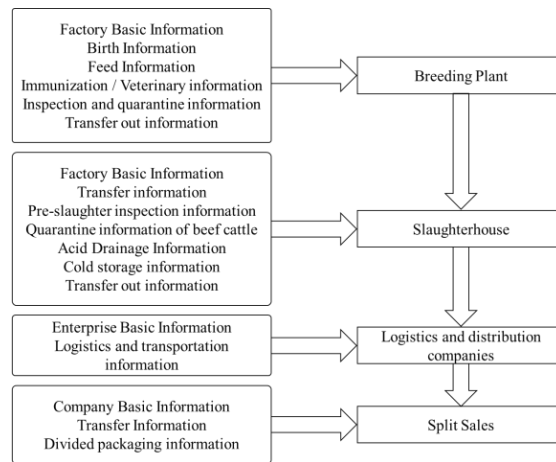 Factory Basic Information
Birth Information
Feed Information
Immunization / Veterinary information
Inspection and quarantine information
Transfer out information
Breeding Plant
Factory Basic Information
Transfer information
Pre-slaughter inspection information
Quarantine information of beef cattle
Acid Drainage Information
Cold storage information
Transfer out information
Slaughterhouse
Enterprise Basic Information
Logistics and transportation
information
Logistics and distribution
companies
Company Basic Information
Transfer Information
Divided packaging information
Split Sales